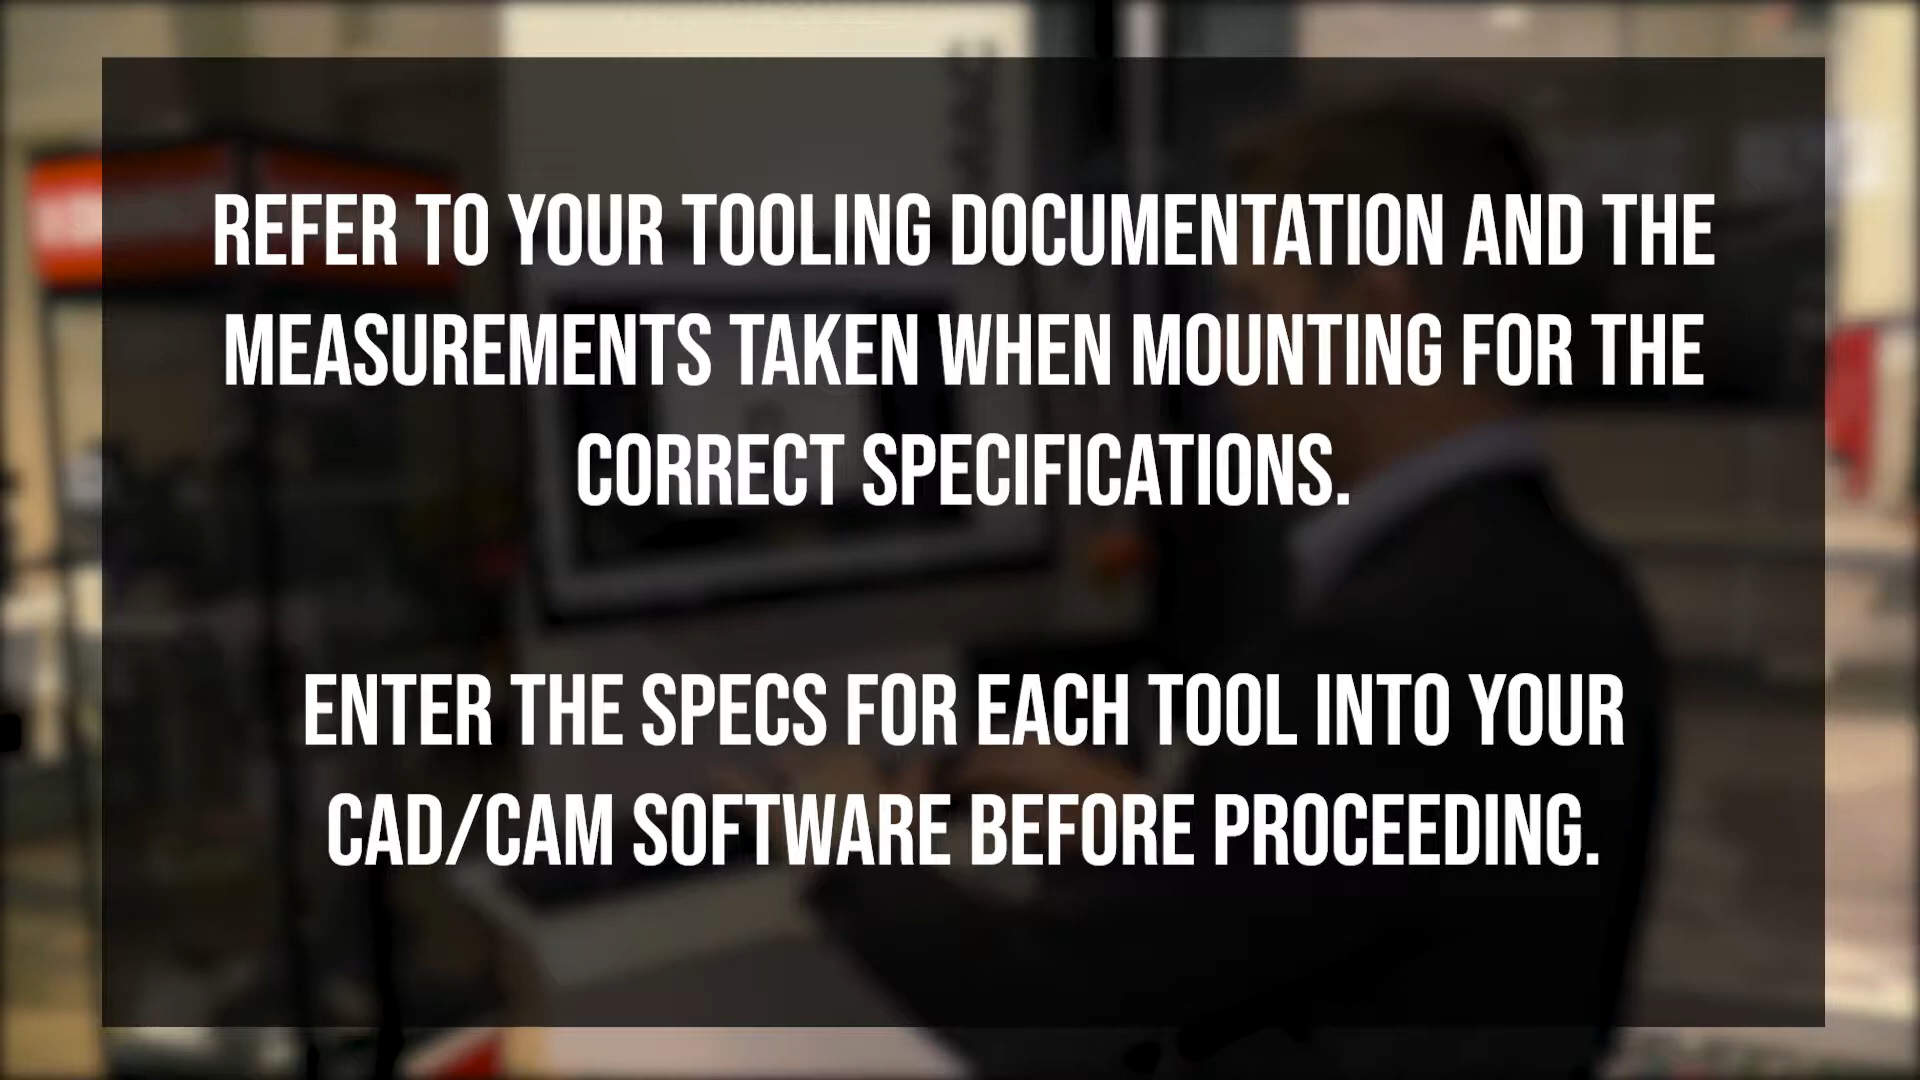 REFER TO YOUR TOOLING DOCUMENTATION AND THE
MEASUREMENTS TAKEN WHEN MOUNTING FOR THE
CORRECT SPECIFICATIONS.
ENTER THE SPECS FOR EACH TOOL INTO YOUR
CAD/CAM SOFTWARE BEFORE PROCEEDING.